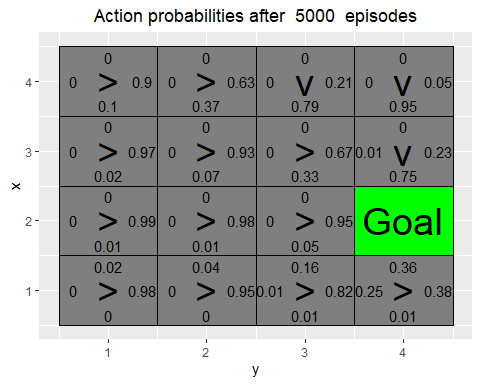 Action probabilities after 5000 episodes
0 0 0 0
4 0 > 0.9 0 > 0.63 0 v 0.21 0 v 0.05
0.1 0.37 0.79 0.95
0 0 0 0
3 0 > 0.97 0 > 0.93 0 > 0.67 0.01 v 0.23
0.02 0.07 0.33 0.75
x
0 0 0
2 0 > 0.99 0 > 0.98 0 > 0.95 Goal
0.01 0.01 0.05
0.02 0.04 0.16 0.36
1 0 > 0.98 0 > 0.95 0.01 > 0.82 0.25 > 0.38
0 0 0.01 0.01
1 2 3 4
y